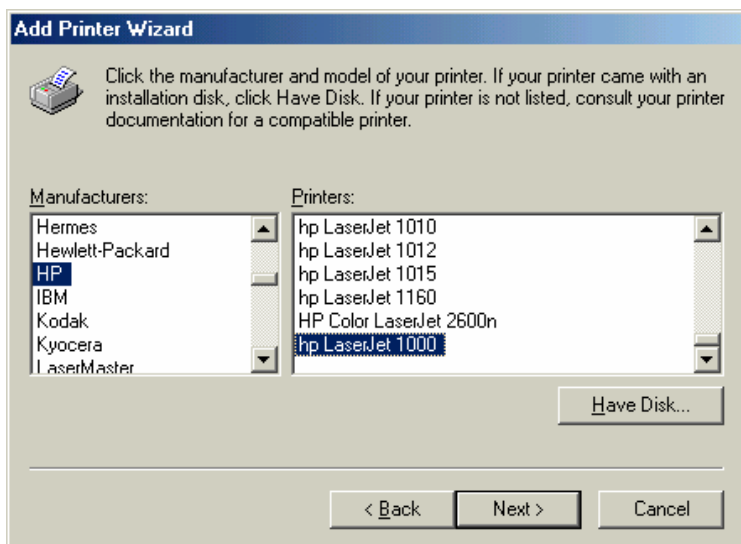 Add Printer Wizard
Click the manufacturer and model of your printer. If your printer came with an
installation disk, click Have Disk. If your printer is not listed, consult your printer
documentation for a compatible printer.
Manufacturers:
Hermes
Hewlett-Packard
HP
IBM
Kodak
Kyocera
LaserMaster
Printers:
hp LaserJet 1010
hp LaserJet 1012
hp LaserJet 1015
hp LaserJet 1160
HP Color LaserJet 2600n
hp LaserJet 1000
Have Disk...
< Back
Next >
Cancel